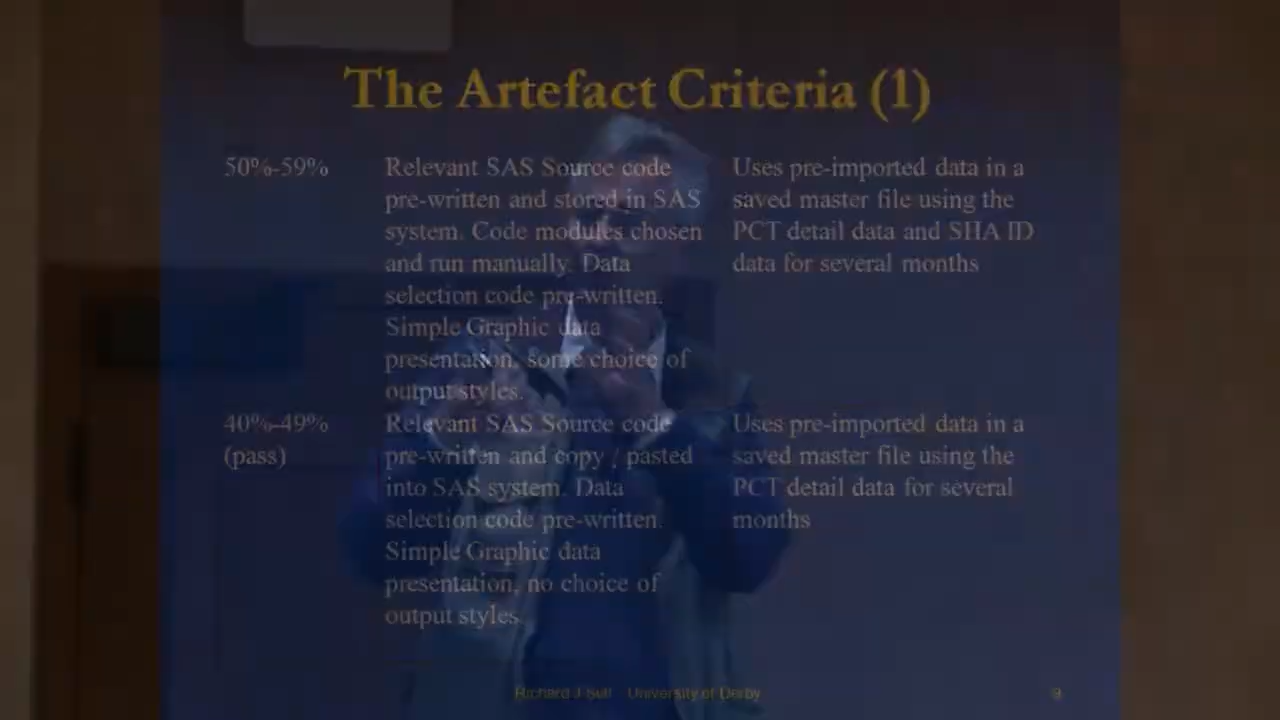 The Artefact Criteria (1)
50%-59%
Relevant SAS Source code
pre-written and stored in SAS
system. Code modules chosen
and run manually. Data
selection code pre-written.
Simple Graphic data
presentation, some choice of
output styles.
Uses pre-imported data in a
saved master file using the
PCT detail data and SHA ID
data for several months
40%-49%
(pass)
Relevant SAS Source code
pre-written and copy / pasted
into SAS system. Data
selection code pre-written.
Simple Graphic data
presentation, no choice of
output styles.
Uses pre-imported data in a
saved master file using the
PCT detail data for several
months
Richard J University of Derby
9